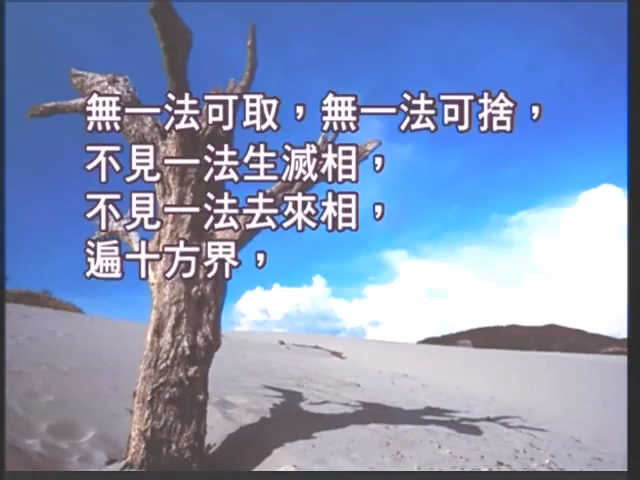 無一法可取，無一法可捨，
不見一法生滅相，
不見一法去來相，
遍十方界，